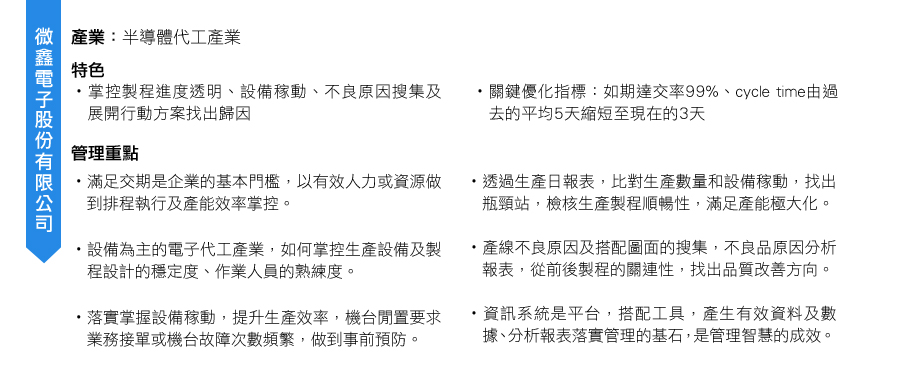 微鑫電子股份有限公司
產業：半導體代工產業
特色
・掌控製程進度透明、設備稼動、不良原因搜集及
展開行動方案找出歸因
・關鍵優化指標：如期達交率99%、cycle time由過
去的平均5天縮短至現在的3天
管理重點
・滿足交期是企業的基本門檻，以有效人力或資源做
到排程執行及產能效率掌控。
・設備為主的電子代工產業，如何掌控生產設備及製
程設計的穩定度、作業人員的熟練度。
・落實掌握設備稼動，提升生產效率，機台閒置要求
業務接單或機台故障次數頻繁，做到事前預防。
・透過生產日報表，比對生產數量和設備稼動，找出
瓶頸站，檢核生產製程順暢性，滿足產能極大化。
・產線不良原因及搭配圖面的搜集，不良品原因分析
報表，從前後製程的關連性，找出品質改善方向。
・資訊系統是平台，搭配工具，產生有效資料及數
據、分析報表落實管理的基石，是管理智慧的成效。